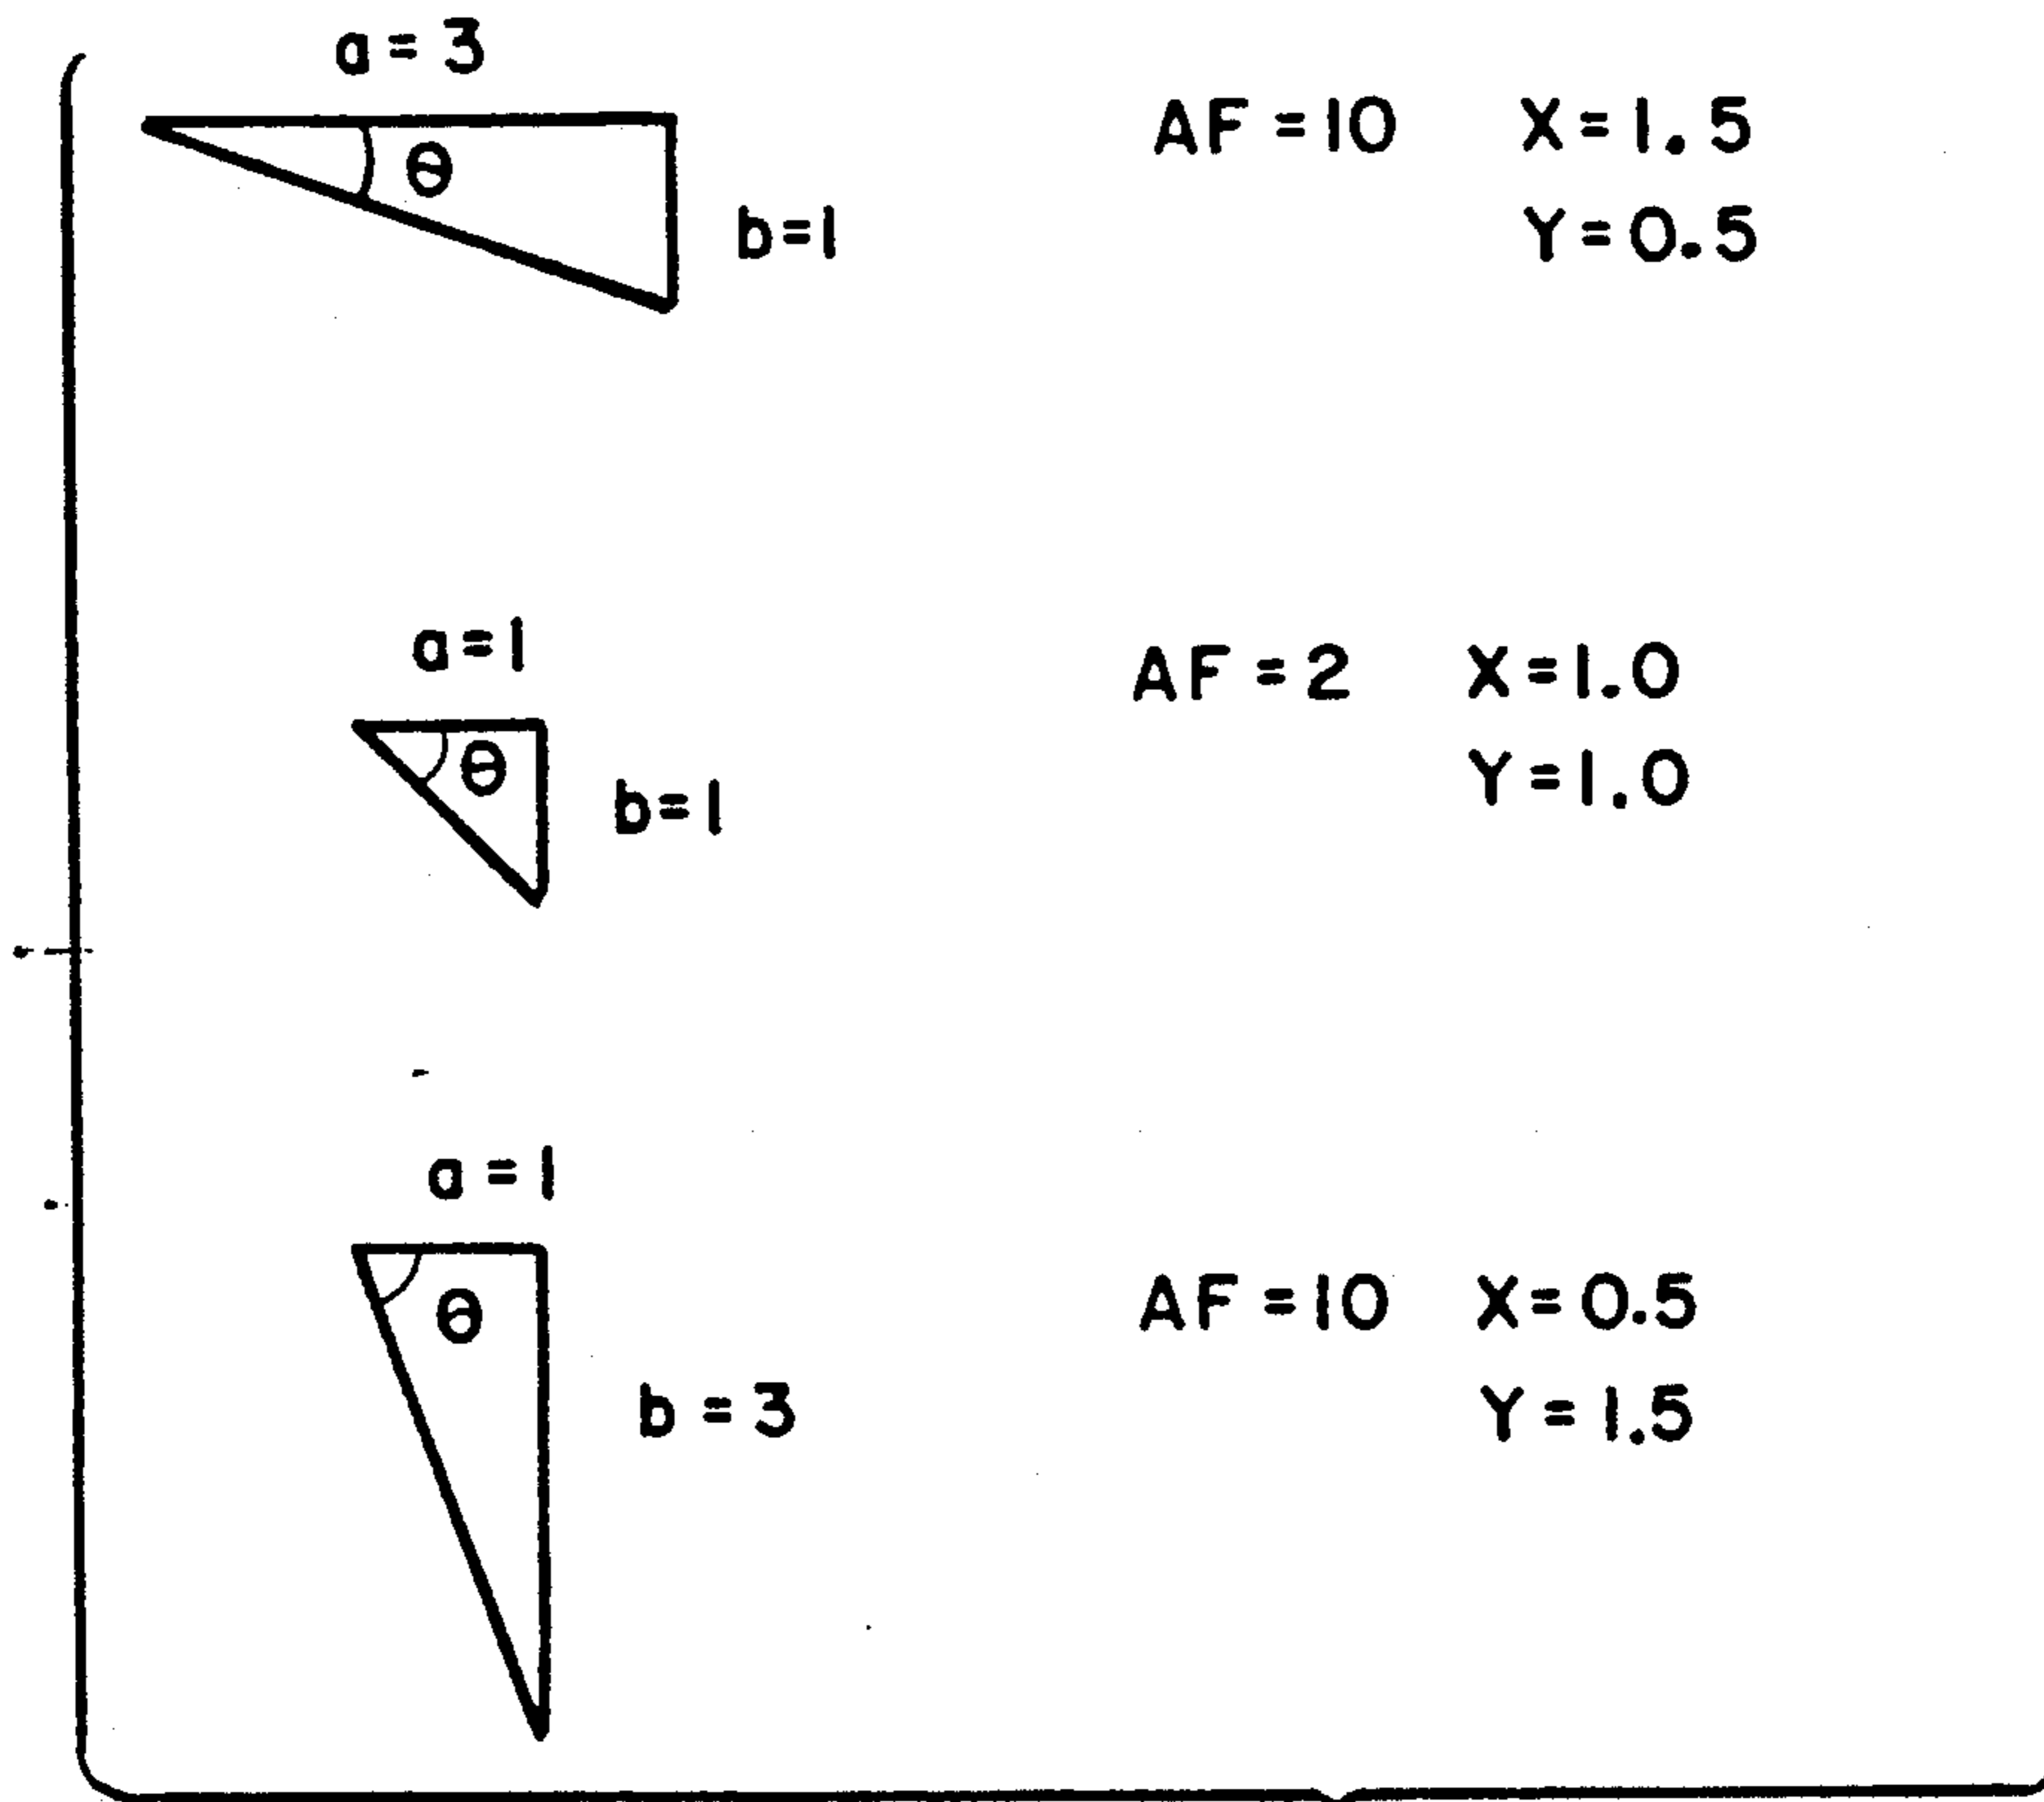 a = 3
AF = 10 X = 1.5
θ
b = 1 Y = 0.5
a = 1
AF = 2 X = 1.0
θ
b = 1 Y = 1.0
a = 1
θ
AF = 10 X = 0.5
b = 3 Y = 1.5